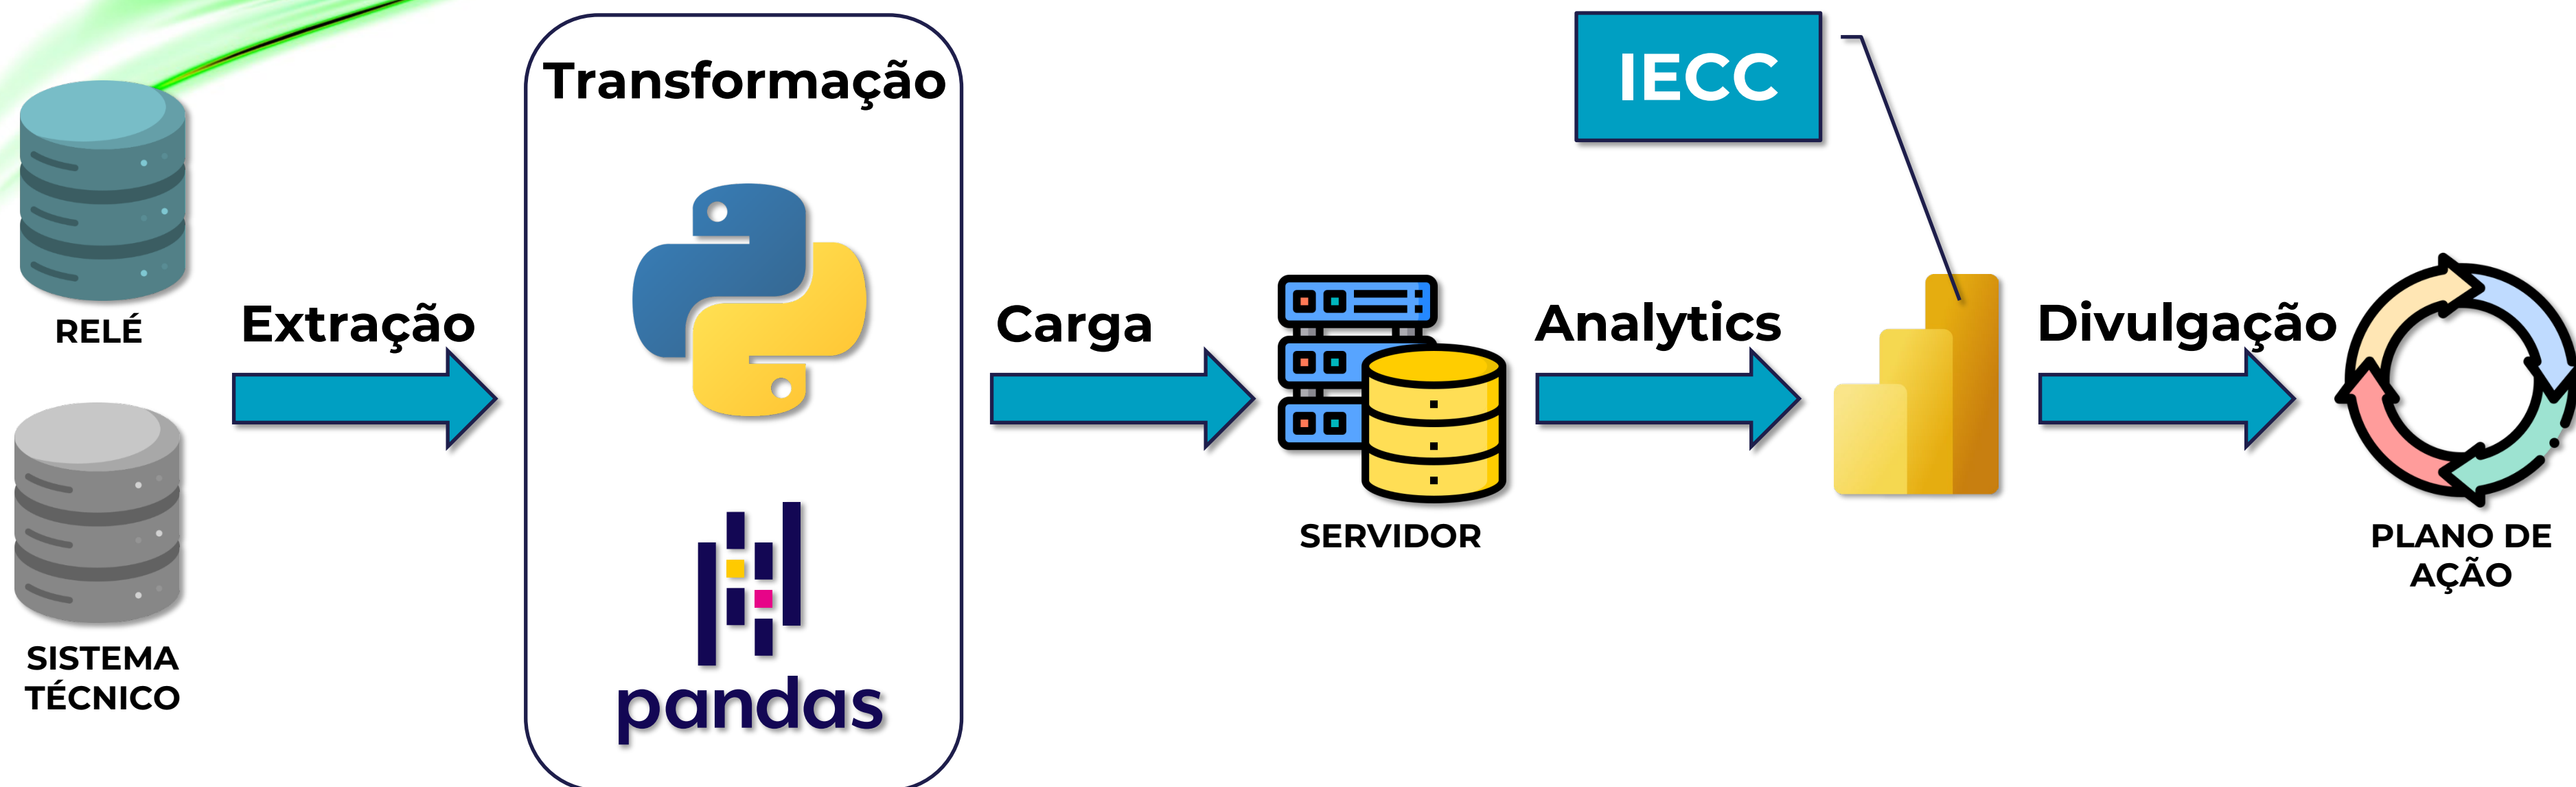 Transformação
IECC
RELÉ
Extração
Carga
Analytics
Divulgação
SERVIDOR
PLANO DE
AÇÃO
SISTEMA
TÉCNICO
pandas